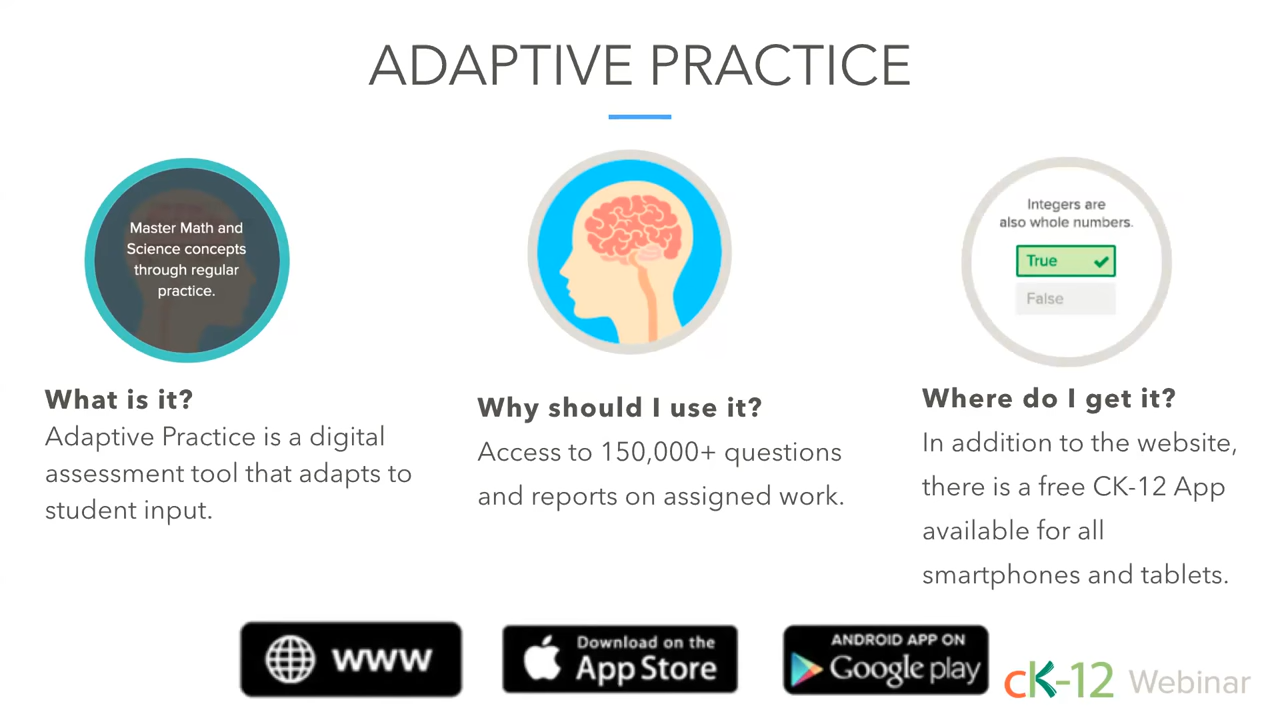 ADAPTIVE PRACTICE
Master Math and
Science concepts
through regular
practice.
Integers are
also whole numbers.
True
False
What is it?
Adaptive Practice is a digital
assessment tool that adapts to
student input.
Why should I use it?
Access to 150,000+ questions
and reports on assigned work.
Where do I get it?
In addition to the website,
there is a free CK-12 App
available for all
smartphones and tablets.
www
Download on the
App Store
ANDROID APP ON
Google play
cK-12 Webinar